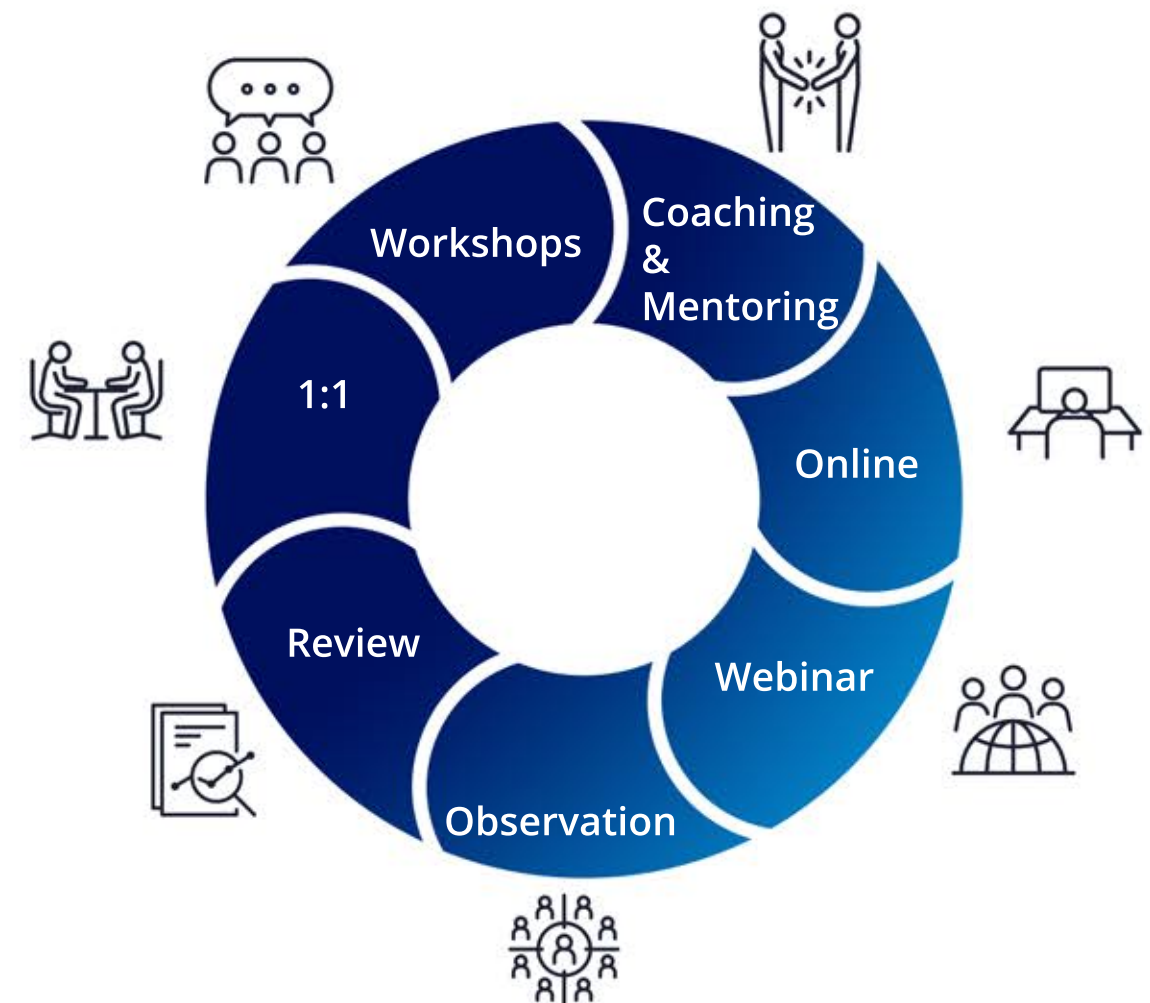 Workshops
Coaching
&
Mentoring
1:1
Online
Review
Webinar
Observation